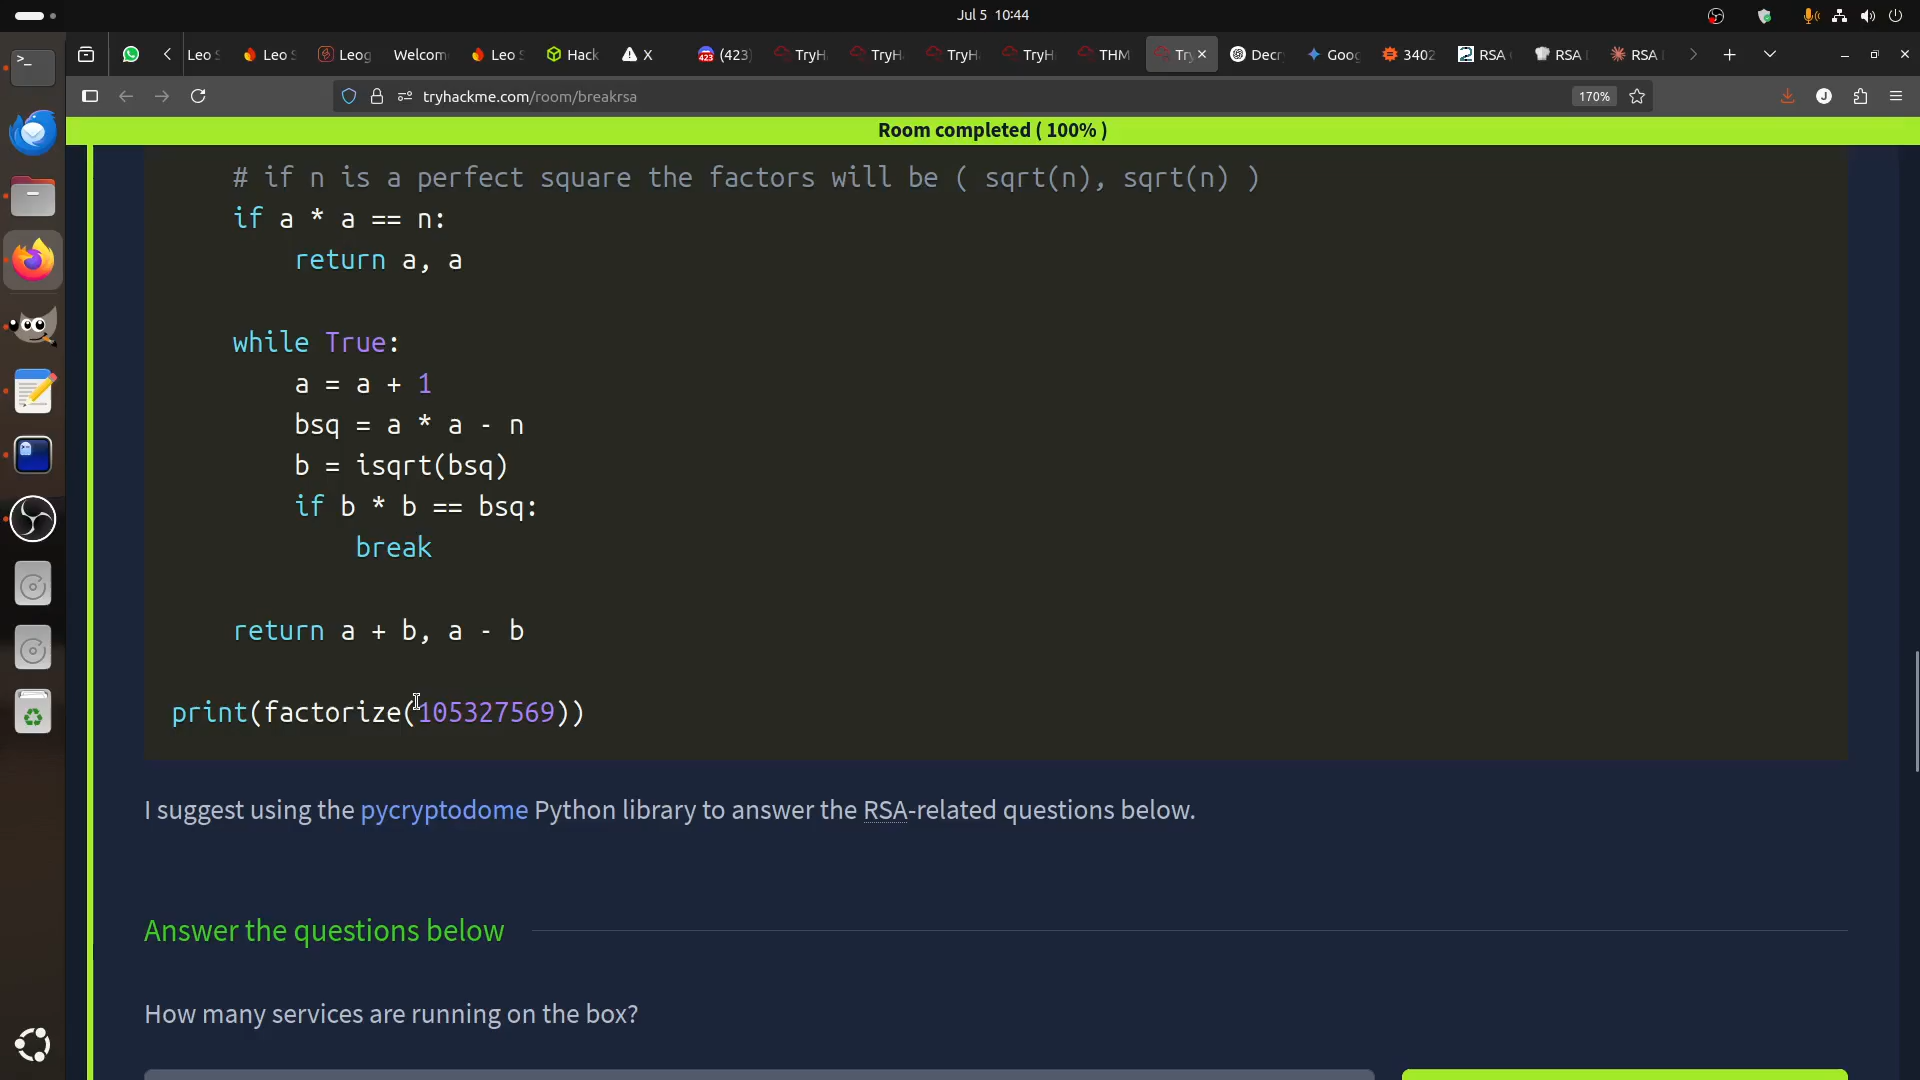 Jul 5 10:44
Leo S
Leo S
Leog
Welcom
Leo S
Hack
X
(423)
TryH
TryH
TryH
TryH
THM
Try
Decry
Goog
3402
RSA
RSA
RSA
tryhackme.com/room/breakrsa
170%
J
Room completed ( 100% )
# if n is a perfect square the factors will be ( sqrt(n), sqrt(n) )
if a * a == n:
return a, a
while True:
a = a + 1
bsq = a * a - n
b = isqrt(bsq)
if b * b == bsq:
break
return a + b, a - b
print(factorize(105327569))
I suggest using the pycryptodome Python library to answer the RSA-related questions below.
Answer the questions below
How many services are running on the box?